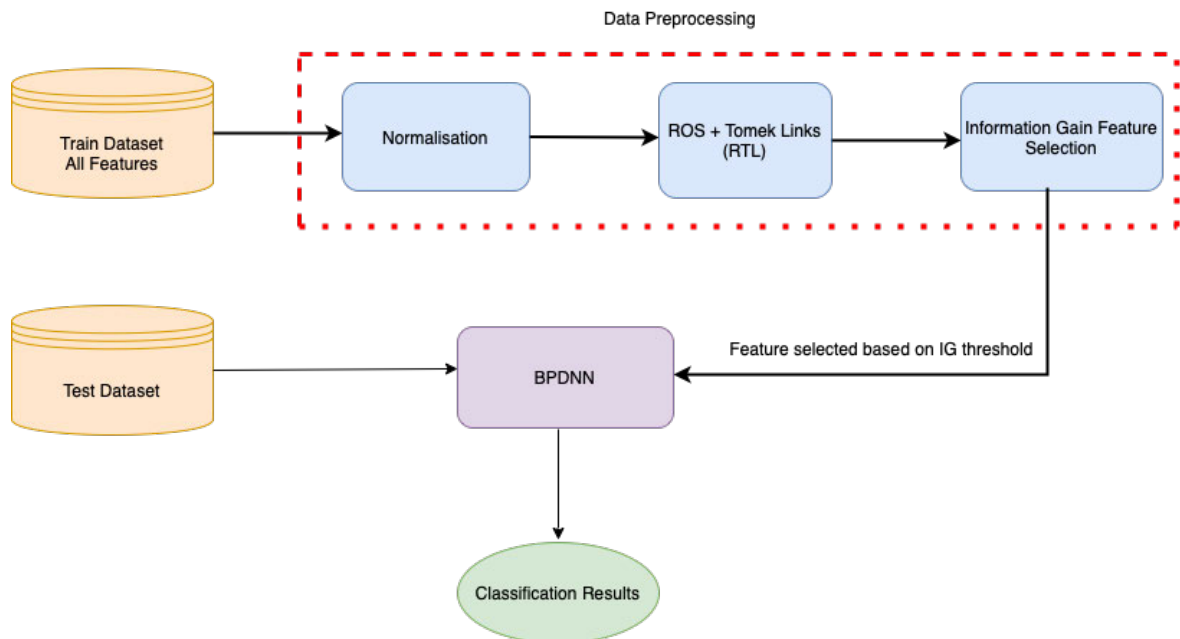 Data Preprocessing
Train Dataset
All Features
Normalisation
ROS + Tomek Links
(RTL)
Information Gain Feature
Selection
Feature selected based on IG threshold
Test Dataset
BPDNN
Classification Results